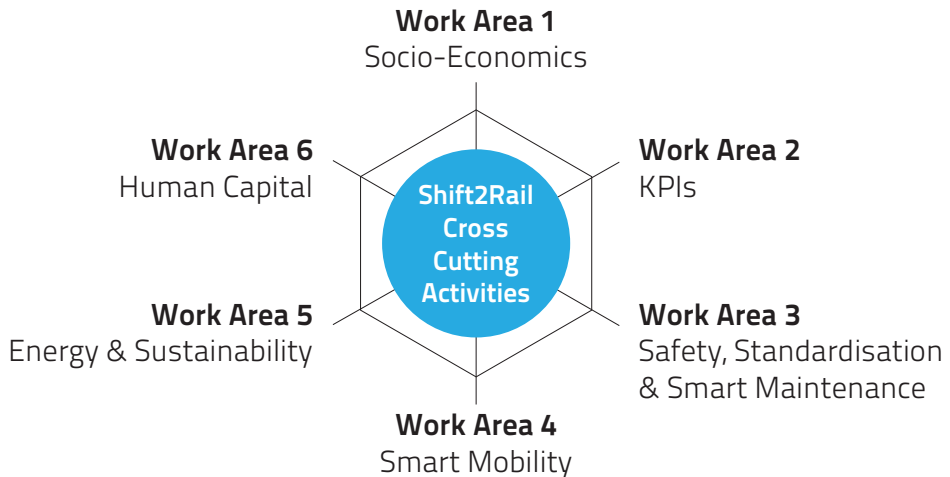 Work Area 1
Socio-Economics
Work Area 6
Human Capital
Work Area 2
KPIs
Shift2Rail
Cross
Cutting
Activities
Work Area 5
Energy & Sustainability
Work Area 3
Safety, Standardisation
& Smart Maintenance
Work Area 4
Smart Mobility